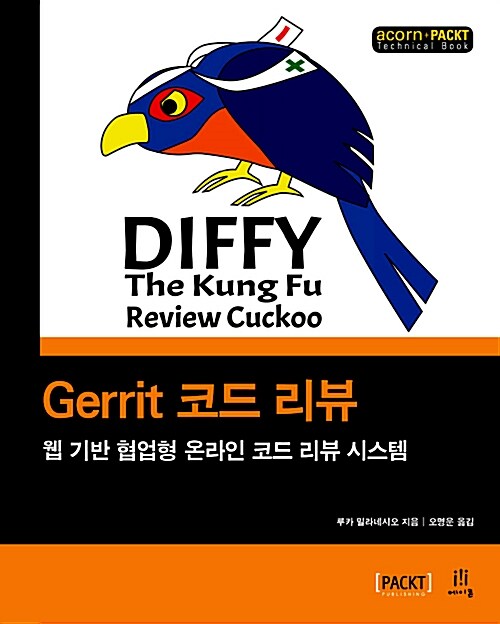 acorn+PACKT
Technical Book
DIFFY
The Kung Fu
Review Cuckoo
Gerrit 코드 리뷰
웹 기반 협업형 온라인 코드 리뷰 시스템
루카 밀라네시오 지음 | 오명운 옮김
[PACKT]
PUBLISHING
에이콘